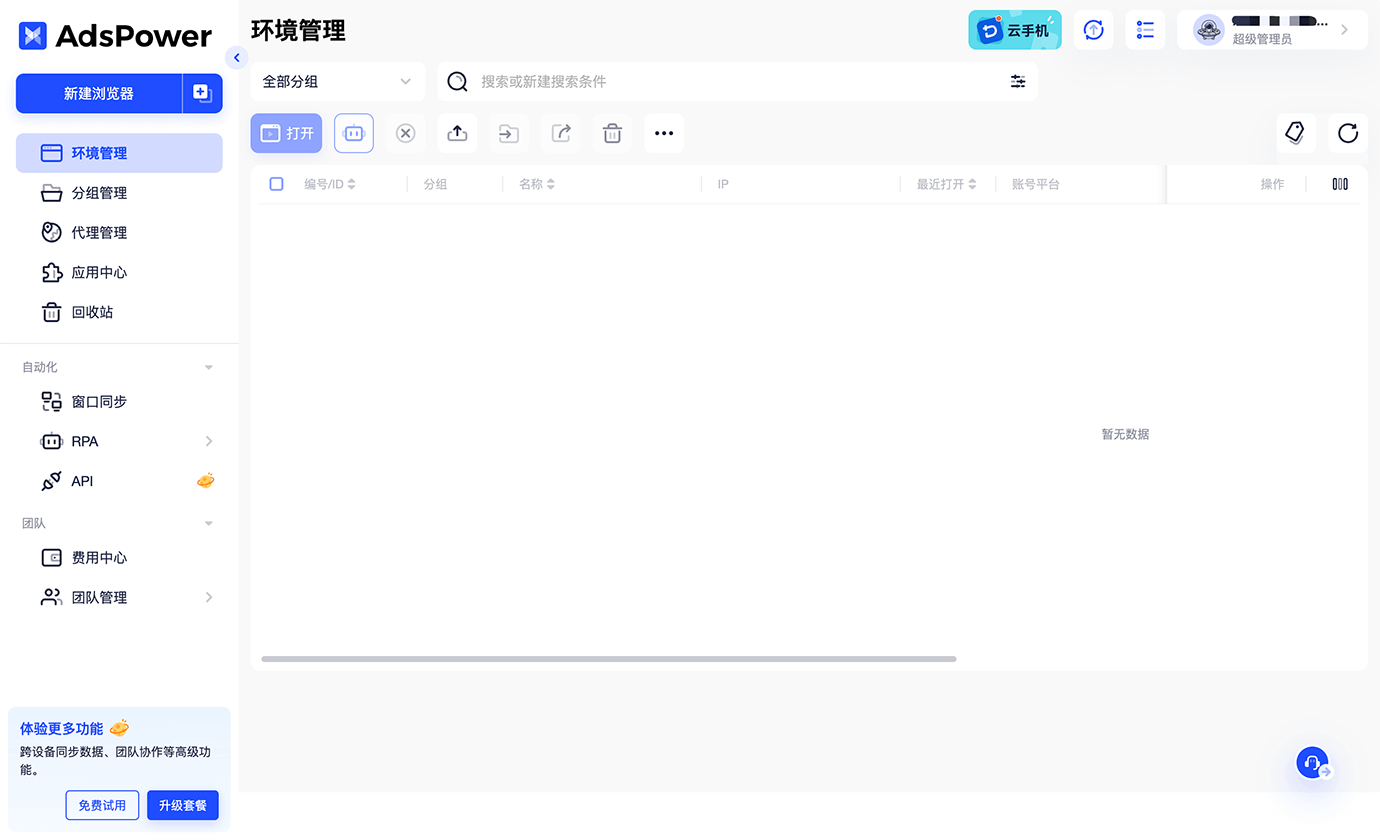 AdsPower
新建浏览器
环境管理
分组管理
代理管理
应用中心
回收站
自动化
窗口同步
RPA
API
团队
费用中心
团队管理
体验更多功能
跨设备同步数据、团队协作等高级功
能。
免费试用
升级套餐
环境管理
云手机
...
超级管理员
全部分组
搜索或新建搜索条件
打开
编号/ID
分组
名称
IP
最近打开
账号平台
操作
暂无数据